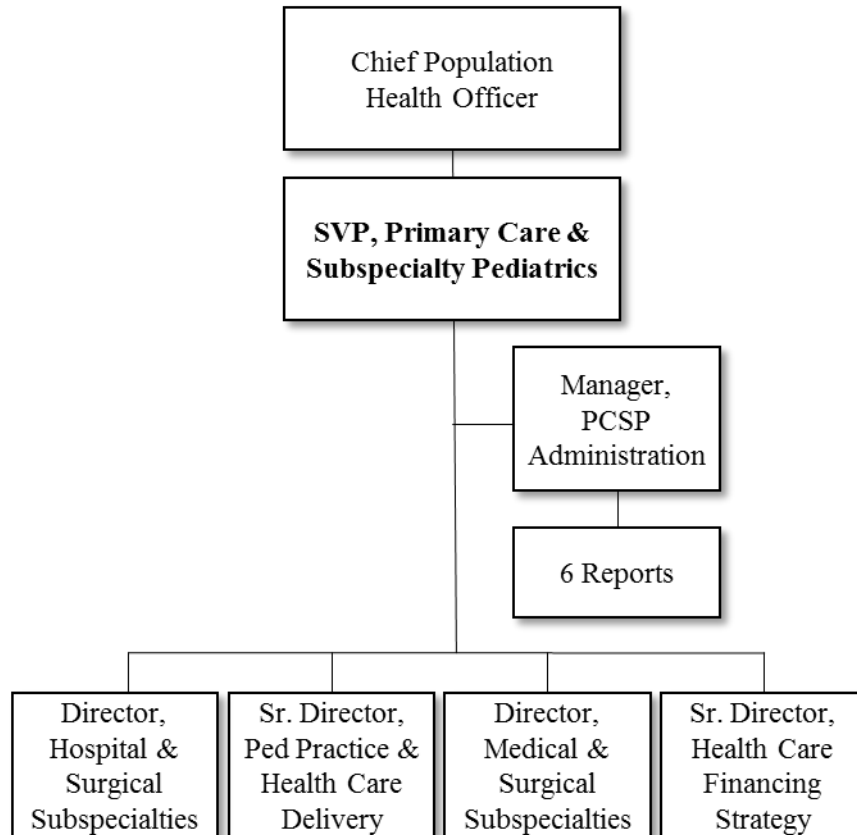 Chief Population
Health Officer
SVP, Primary Care &
Subspecialty Pediatrics
Manager,
PCSP
Administration
6 Reports
Director,
Hospital &
Surgical
Subspecialties
Sr. Director,
Ped Practice &
Health Care
Delivery
Director,
Medical &
Surgical
Subspecialties
Sr. Director,
Health Care
Financing
Strategy